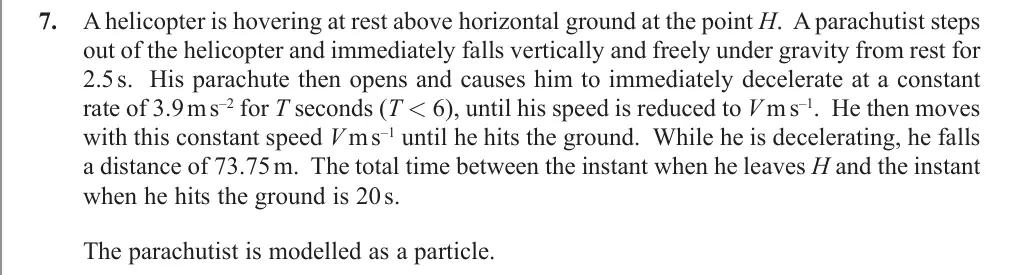 7. A helicopter is hovering at rest above horizontal ground at the point H. A parachutist steps
out of the helicopter and immediately falls vertically and freely under gravity from rest for
2.5 s. His parachute then opens and causes him to immediately decelerate at a constant
rate of 3.9 m s⁻² for T seconds (T < 6), until his speed is reduced to V m s⁻¹. He then moves
with this constant speed V m s⁻¹ until he hits the ground. While he is decelerating, he falls
a distance of 73.75 m. The total time between the instant when he leaves H and the instant
when he hits the ground is 20 s.
The parachutist is modelled as a particle.